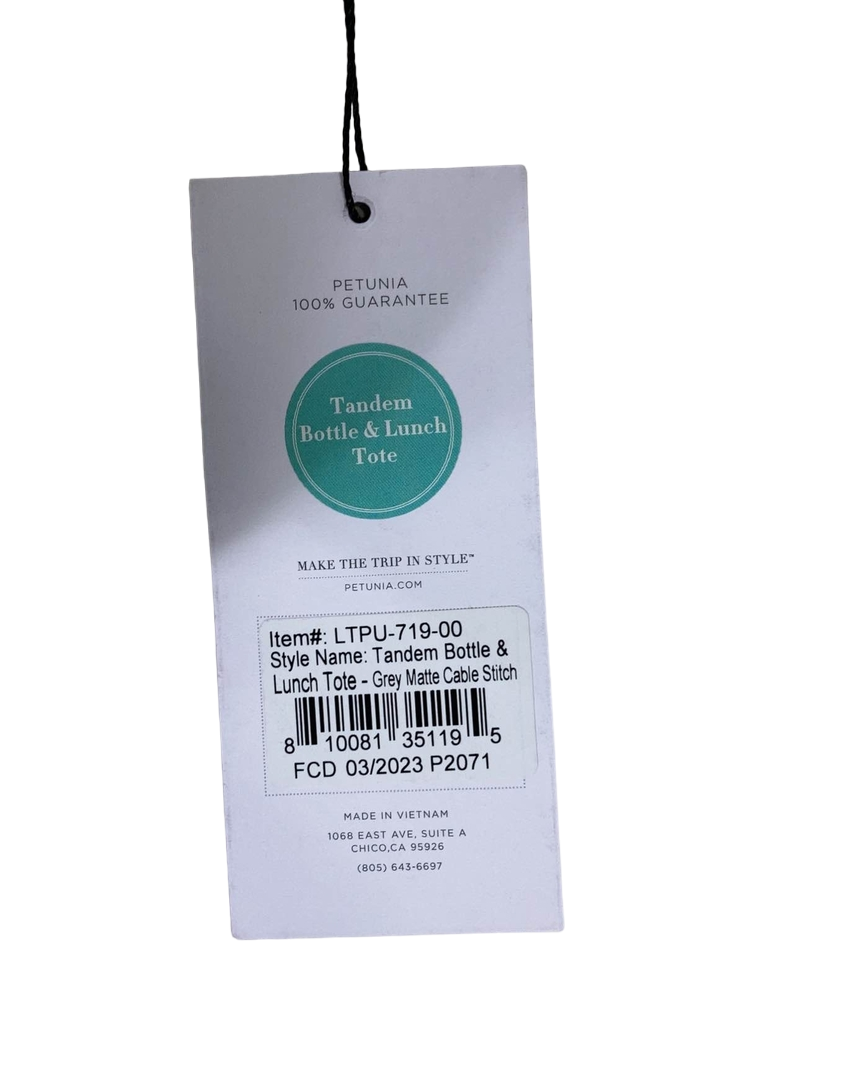 PETUNIA
100% GUARANTEE
Tandem
Bottle & Lunch
Tote
MAKE THE TRIP IN STYLE™
PETUNIA.COM
Item#: LTPU-719-00
Style Name: Tandem Bottle &
Lunch Tote - Grey Matte Cable Stitch
8 10081 35119 5
FCD 03/2023 P2071
MADE IN VIETNAM
1068 EAST AVE, SUITE A
CHICO,CA 95926
(805) 643-6697